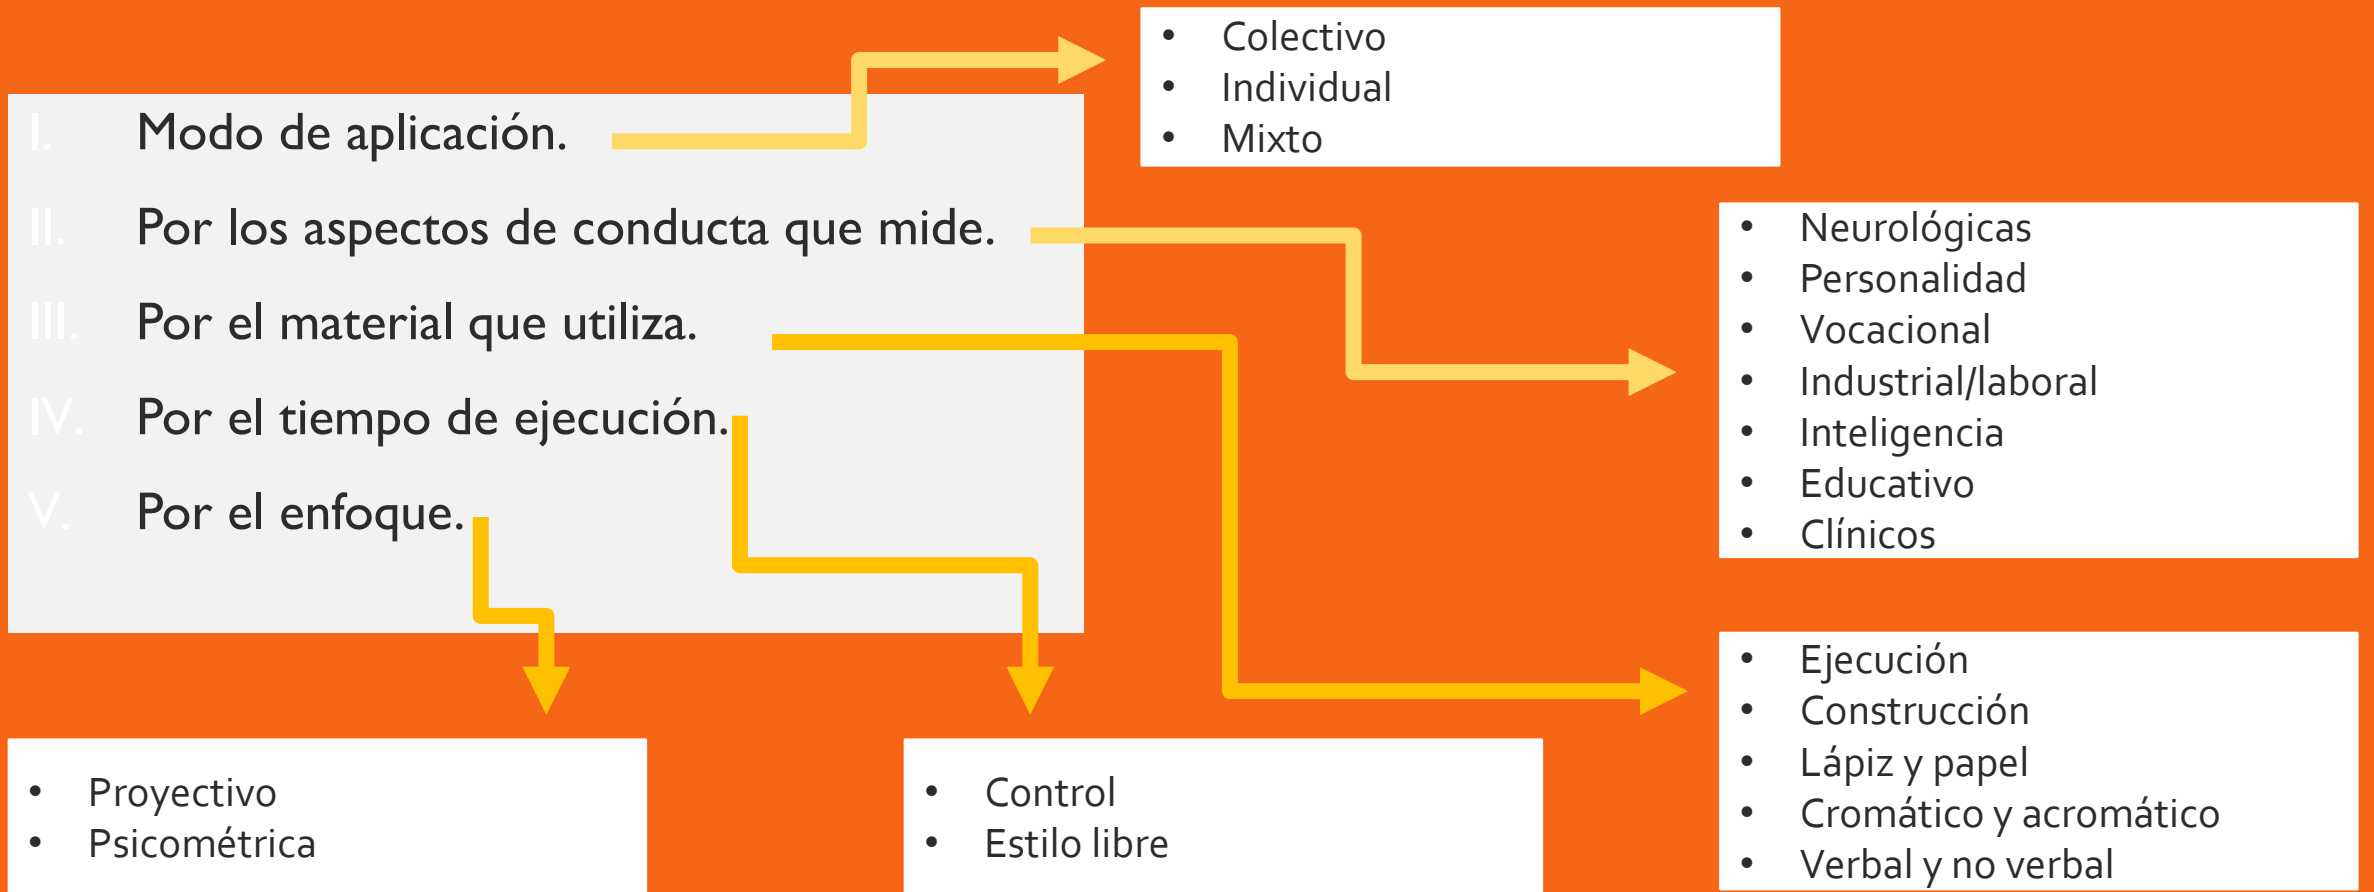 I. Modo de aplicación.
II. Por los aspectos de conducta que mide.
III. Por el material que utiliza.
IV. Por el tiempo de ejecución.
V. Por el enfoque.
• Colectivo
• Individual
• Mixto
• Neurológicas
• Personalidad
• Vocacional
• Industrial/laboral
• Inteligencia
• Educativo
• Clínicos
• Ejecución
• Construcción
• Lápiz y papel
• Cromático y acromático
• Verbal y no verbal
• Control
• Estilo libre
• Proyectivo
• Psicométrica